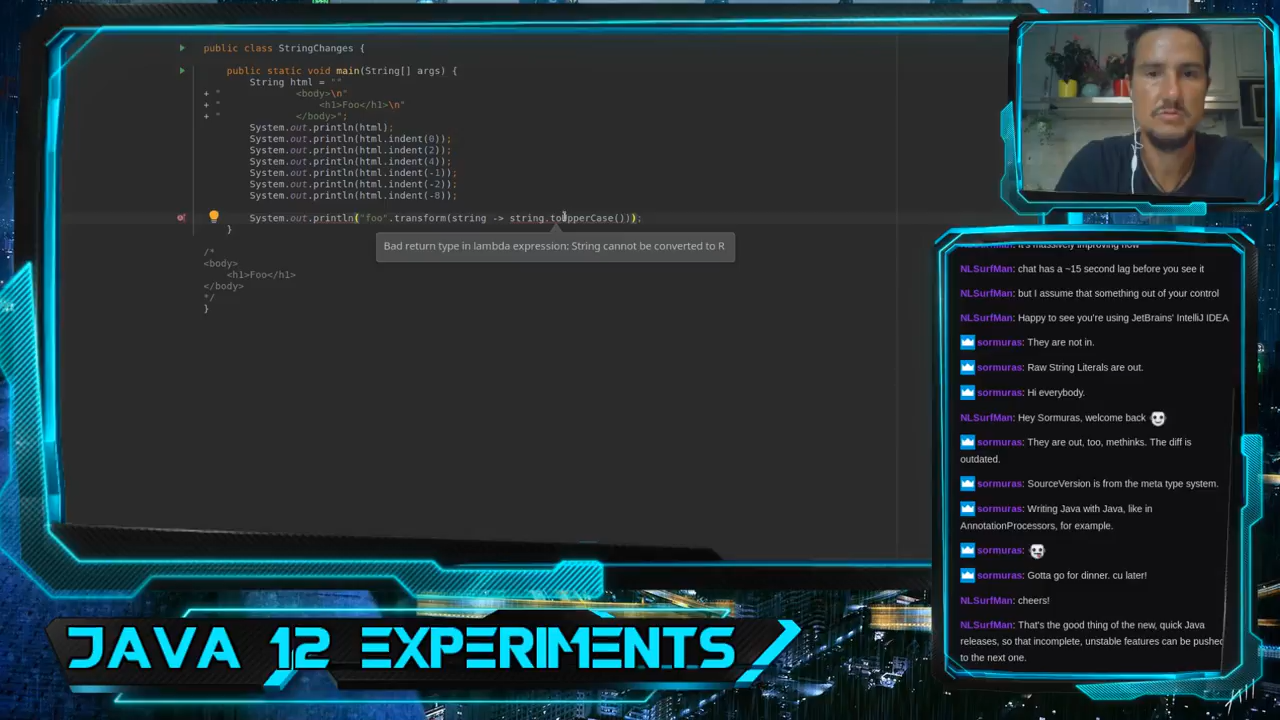 public class StringChanges {
public static void main(String[] args) {
String html = ""
+ "        <body>\n"
+ "            <h1>Foo</h1>\n"
+ "        </body>";
System.out.println(html);
System.out.println(html.indent(0));
System.out.println(html.indent(2));
System.out.println(html.indent(4));
System.out.println(html.indent(-1));
System.out.println(html.indent(-2));
System.out.println(html.indent(-8));
System.out.println("foo".transform(string -> string.toUpperCase()));
}
Bad return type in lambda expression: String cannot be converted to R
/*
<body>
<h1>Foo</h1>
</body>
*/
}
NLSurfMan: it's massively improving now
NLSurfMan: chat has a ~15 second lag before you see it
NLSurfMan: but I assume that something out of your control
NLSurfMan: Happy to see you're using JetBrains' IntelliJ IDEA
sormuras: They are not in.
sormuras: Raw String Literals are out.
sormuras: Hi everybody.
NLSurfMan: Hey Sormuras, welcome back
sormuras: They are out, too, methinks. The diff is
outdated.
sormuras: SourceVersion is from the meta type system.
sormuras: Writing Java with Java, like in
AnnotationProcessors, for example.
sormuras:
sormuras: Gotta go for dinner. cu later!
NLSurfMan: cheers!
NLSurfMan: That's the good thing of the new, quick Java
releases, so that incomplete, unstable features can be pushed
to the next one.
JAVA 12 EXPERIMENTS